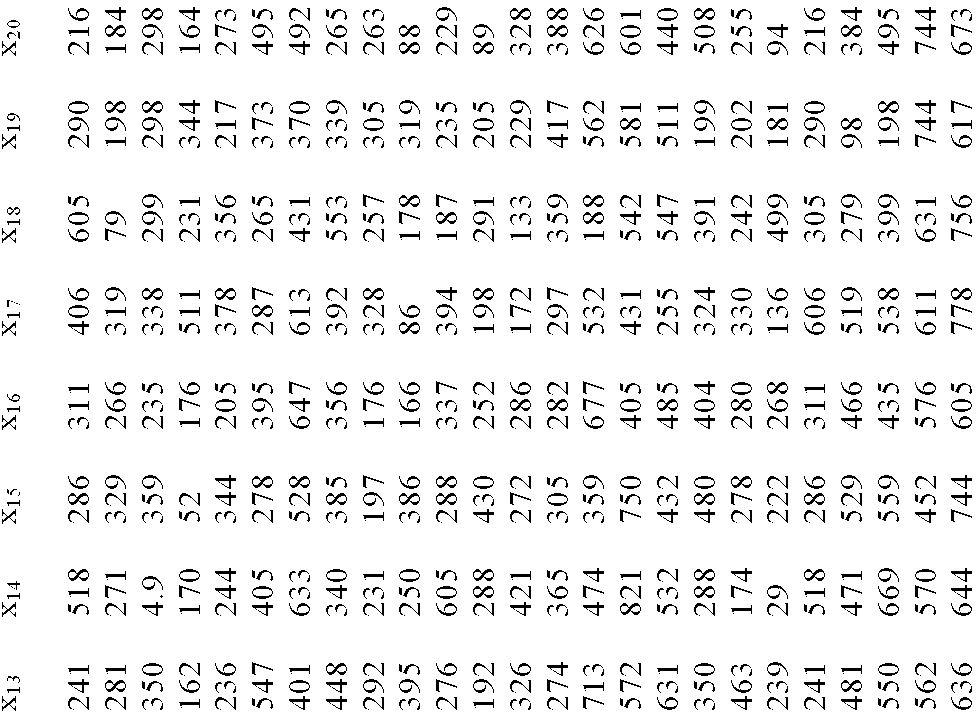 X13 X14 X15 X16 X17 X18 X19 X20
241 518 286 311 406 605 290 216
281 271 329 266 319 79 198 184
350 4.9 359 235 338 299 298 298
162 170 52 176 511 231 344 164
236 244 344 205 378 356 217 273
547 405 278 395 287 265 373 495
401 633 528 647 613 431 370 492
448 340 385 356 392 553 339 265
292 231 197 176 328 257 305 263
395 250 386 166 86 178 319 88
276 605 288 337 394 187 235 229
192 288 430 252 198 291 205 89
326 421 272 286 172 133 229 328
274 365 305 282 297 359 417 388
713 474 359 677 532 188 562 626
572 821 750 405 431 542 581 601
631 532 432 485 255 547 511 440
350 288 480 404 324 391 199 508
463 174 278 280 330 242 202 255
239 29 222 268 136 499 181 94
241 518 286 311 606 305 290 216
481 471 529 466 519 279 98 384
550 669 559 435 538 399 198 495
562 570 452 576 611 631 744 744
636 644 744 605 778 756 617 673